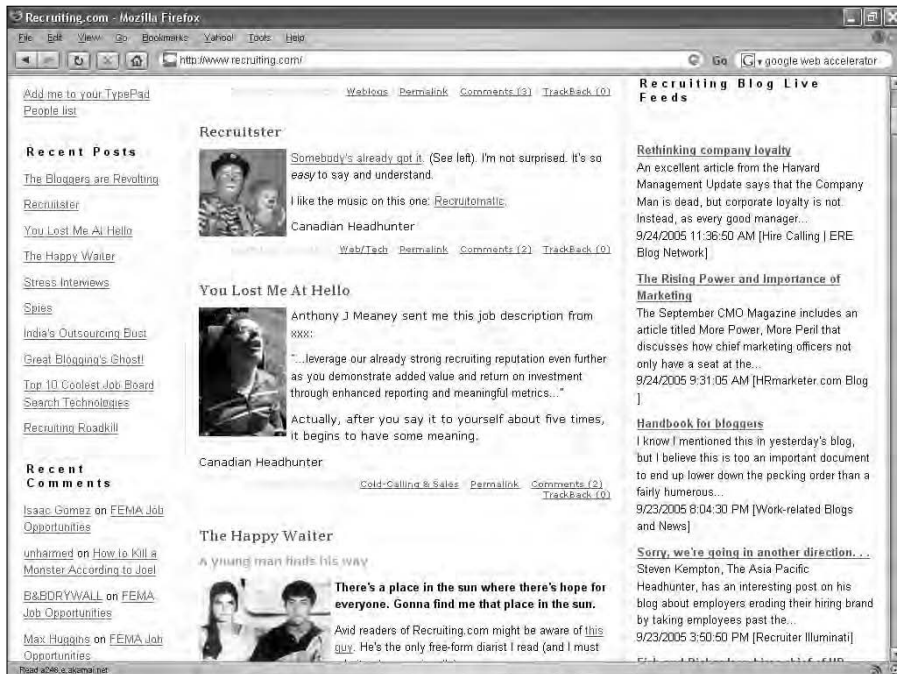 Recruiting.com - Mozilla Firefox
File Edit View Go Bookmarks Yahoo! Tools Help
http://www.recruiting.com/
Go
google web accelerator
Add me to your TypePad
People list
Recent Posts
The Bloggers are Revolting
Recruitster
You Lost Me At Hello
The Happy Waiter
Stress Interviews
Spies
India's Outsourcing Bust
Great Blogging's Ghost!
Top 10 Coolest Job Board
Search Technologies
Recruiting Roadkill
Recent
Comments
Isaac Gomez on FEMA Job
Opportunities
unharmed on How to Kill a
Monster According to Joel
B&BDRYWALL on FEMA
Job Opportunities
Max Huggins on FEMA Job
Opportunities
Weblogs Permalink Comments (3) TrackBack (0)
Recruitster
Somebody's already got it. (See left). I'm not surprised. It's so
easy to say and understand.
I like the music on this one: Recruitomatic.
Canadian Headhunter
Web/Tech Permalink Comments (2) TrackBack (0)
You Lost Me At Hello
Anthony J Meaney sent me this job description from
xxx:
"...leverage our already strong recruiting reputation even further
as you demonstrate added value and return on investment
through enhanced reporting and meaningful metrics..."
Actually, after you say it to yourself about five times,
it begins to have some meaning.
Canadian Headhunter
Cold-Calling & Sales Permalink Comments (2)
TrackBack (0)
The Happy Waiter
A young man finds his way
There's a place in the sun where there's hope for
everyone. Gonna find me that place in the sun.
Avid readers of Recruiting.com might be aware of this
guy. He's the only free-form diarist I read (and I must
Recruiting Blog Live
Feeds
Rethinking company loyalty
An excellent article from the Harvard
Management Update says that the Company
Man is dead, but corporate loyalty is not.
Instead, as every good manager...
9/24/2005 11:36:50 AM [Hire Calling | ERE
Blog Network]
The Rising Power and Importance of
Marketing
The September CMO Magazine includes an
article titled More Power, More Peril that
discusses how chief marketing officers not
only have a seat at the...
9/24/2005 9:31:05 AM [HRmarketer.com Blog
]
Handbook for bloggers
I know I mentioned this in yesterday's blog,
but I believe this is too an important document
to end up lower down the pecking order than a
fairly humerous...
9/23/2005 8:04:30 PM [Work-related Blogs
and News]
Sorry, we're going in another direction. . .
Steven Kempton, The Asia Pacific
Headhunter, has an interesting post on his
blog about employers eroding their hiring brand
by taking employees past the...
9/23/2005 3:50:50 PM [Recruiter Illuminati]
Read a248.e.akamai.net